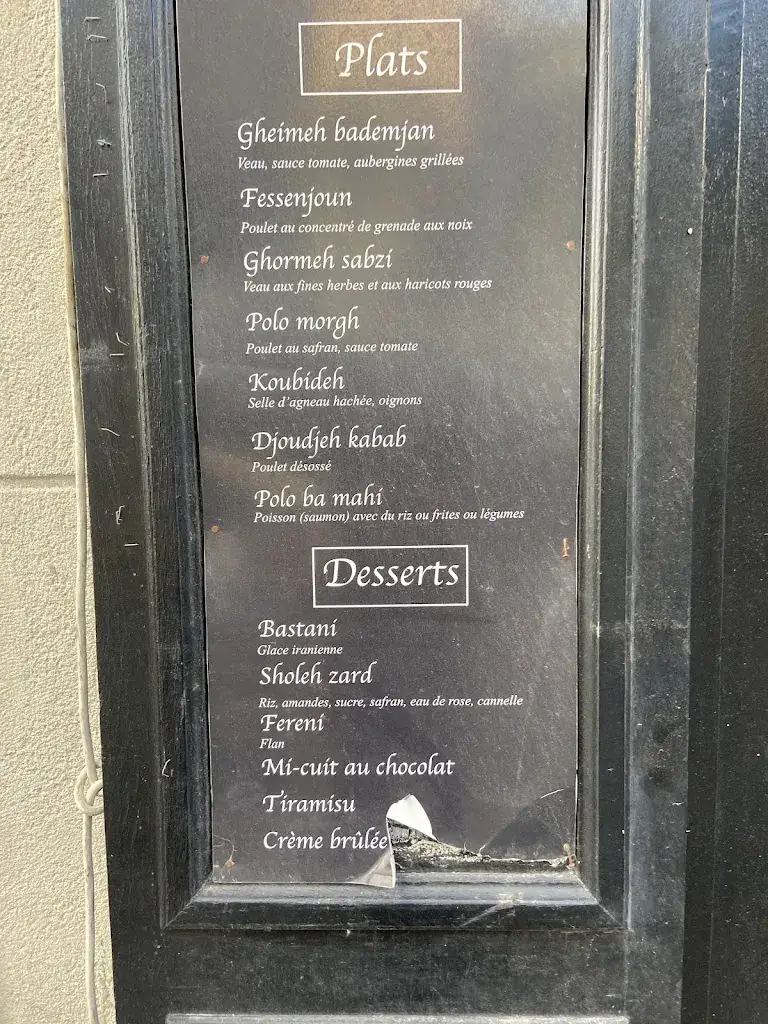 Plats
Gheimeh bademjan
Veau, sauce tomate, aubergines grillées
Fessenjoun
Poulet au concentré de grenade aux noix
Ghormeh sabzi
Veau aux fines herbes et aux haricots rouges
Polo morgh
Poulet au safran, sauce tomate
Koubideh
Selle d'agneau hachée, oignons
Djoudjeh kabab
Poulet désossé
Polo ba mahi
Poisson (saumon) avec du riz ou frites ou légumes
Desserts
Bastani
Glace iranienne
Sholeh zard
Riz, amandes, sucre, safran, eau de rose, cannelle
Fereni
Flan
Mi-cuit au chocolat
Tiramisu
Crème brûlée